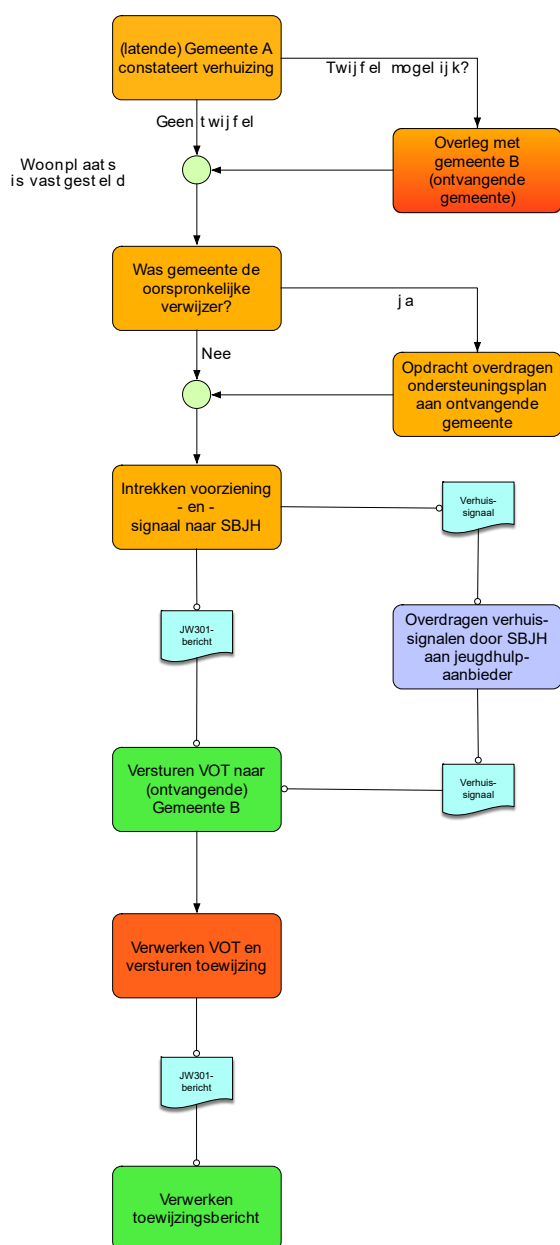 (latende) Gemeente A
constateert verhuizing
Twijfel mogelijk?
Geen twijfel
Overleg met
gemeente B
(ontvangende
gemeente)
Woonplaats
is vastgesteld
Was gemeente de
oorspronkelijke
verwijzer?
ja
Nee
Opdracht overdragen
ondersteuningsplan
aan ontvangende
gemeente
Intrekken voorziening
- en -
signaal naar SBJH
Verhuis-
signaal
JW301-
bericht
Overdragen verhuis-
signalen door SBJH
aan jeugdhulp-
aanbieder
Versturen VOT naar
(ontvangende)
Gemeente B
Verhuis-
signaal
Verwerken VOT en
versturen toewijzing
JW301-
bericht
Verwerken
toewijzingsbericht